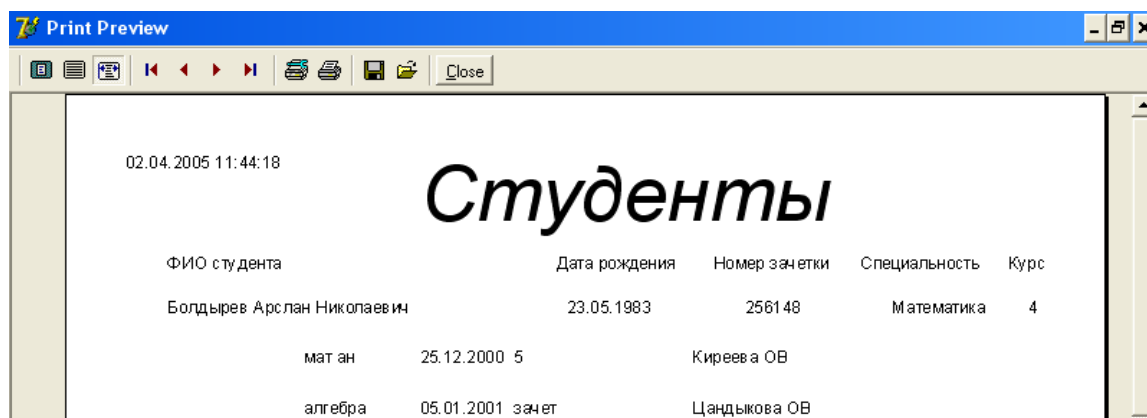 Print Preview
Close
02.04.2005 11:44:18
Студенты
ФИО студента Дата рождения Номер зачетки Специальность Курс
Болдырев Арслан Николаевич 23.05.1983 256148 Математика 4
мат ан 25.12.2000 5 Киреева ОВ
алгебра 05.01.2001 зачет Цандыкова ОВ